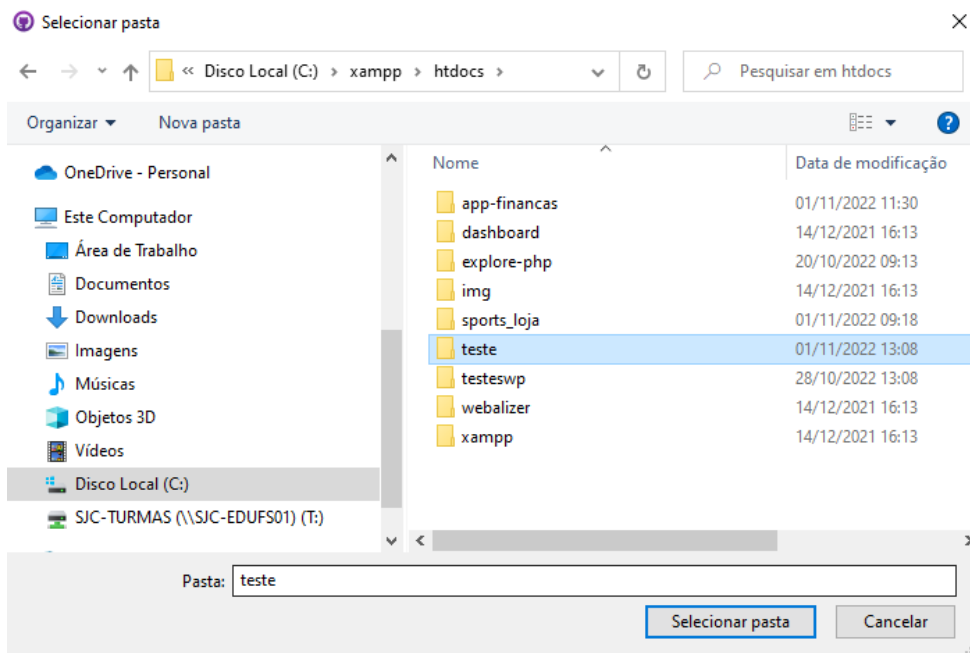 Selecionar pasta
« Disco Local (C:) › xampp › htdocs ›
Pesquisar em htdocs
Organizar
Nova pasta
?
OneDrive - Personal
Este Computador
Área de Trabalho
Documentos
Downloads
Imagens
Músicas
Objetos 3D
Vídeos
Disco Local (C:)
SJC-TURMAS (\\SJC-EDUFS01) (T:)
Nome Data de modificação
app-financas 01/11/2022 11:30
dashboard 14/12/2021 16:13
explore-php 20/10/2022 09:13
img 14/12/2021 16:13
sports_loja 01/11/2022 09:18
teste 01/11/2022 13:08
testeswp 28/10/2022 13:08
webalizer 14/12/2021 16:13
xampp 14/12/2021 16:13
Pasta: teste
Selecionar pasta
Cancelar